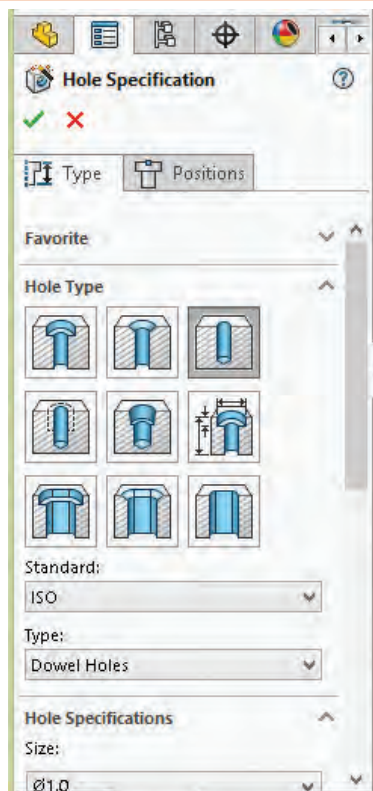 Hole Specification
Type Positions
Favorite
Hole Type
Standard:
ISO
Type:
Dowel Holes
Hole Specifications
Size:
Ø1.0